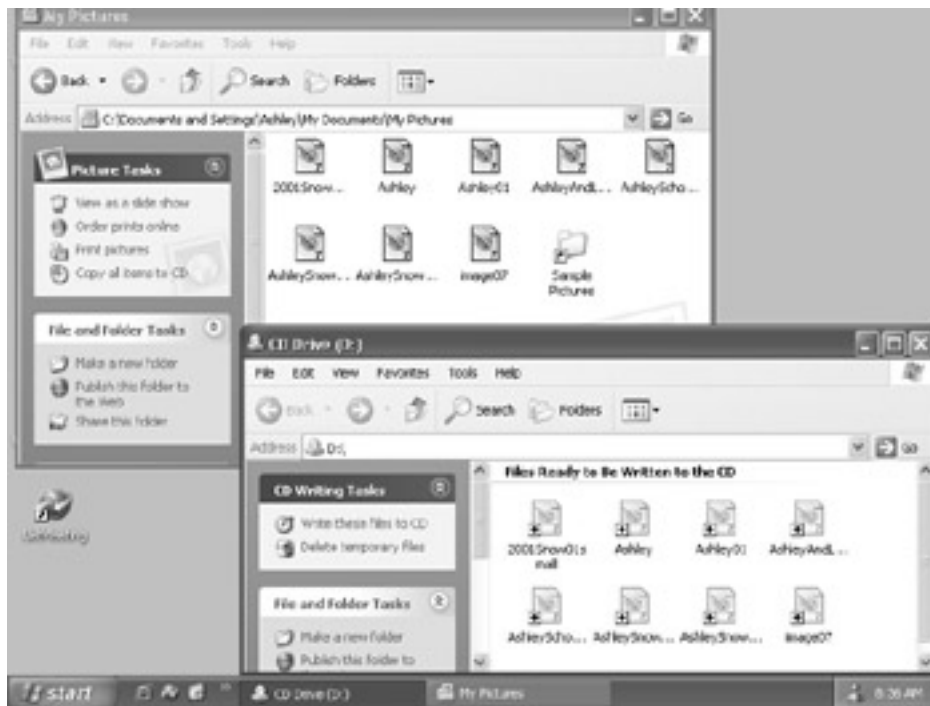 My Pictures
File Edit View Favorites Tools Help
Back Search Folders
Address C:\Documents and Settings\Ashley\My Documents\My Pictures Go
Picture Tasks
View as a slide show
Order prints online
Print pictures
Copy all items to CD
File and Folder Tasks
Make a new folder
Publish this folder to
the Web
Share this folder
2001Snow... Ashley Ashley01 AshleyAndL... AshleyScho...
AshleySnow... AshleySnow... image07 Sample
Pictures
CD Drive (D:)
File Edit View Favorites Tools Help
Back Search Folders
Address D:\ Go
CD Writing Tasks
Write these files to CD
Delete temporary files
File and Folder Tasks
Make a new folder
Publish this folder to
Files Ready to Be Written to the CD
2001Snow01s
mall Ashley Ashley01 AshleyAndL...
AshleyScho... AshleySnow... AshleySnow... image07
start CD Drive (D:) My Pictures 8:36 AM